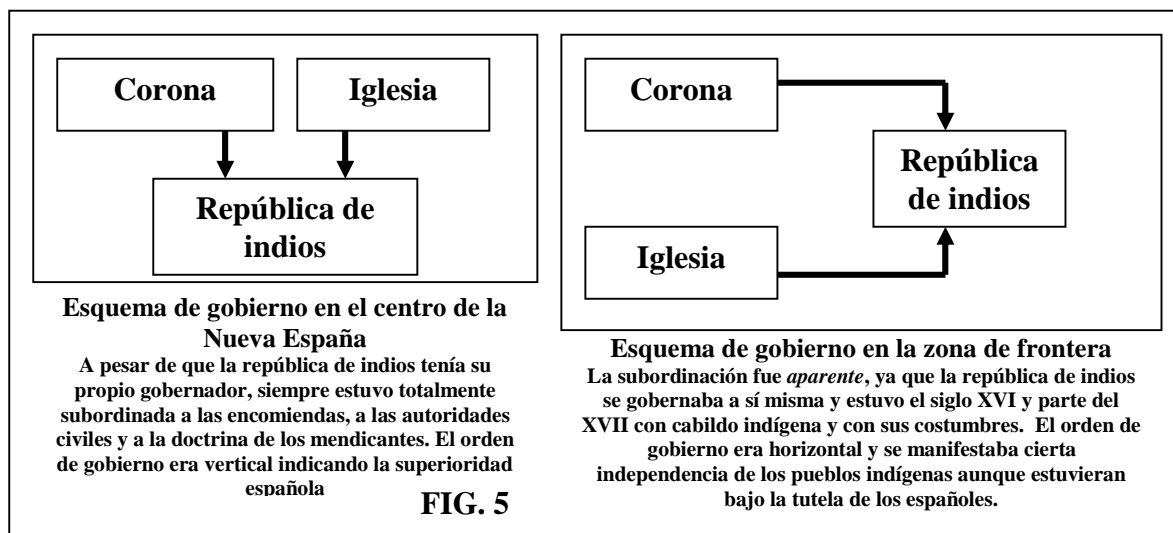 Corona
Iglesia
República de
indios
Esquema de gobierno en el centro de la
Nueva España
A pesar de que la república de indios tenía su
propio gobernador, siempre estuvo totalmente
subordinada a las encomiendas, a las autoridades
civiles y a la doctrina de los mendicantes. El orden
de gobierno era vertical indicando la superioridad
española
FIG. 5
Corona
República
de indios
Iglesia
Esquema de gobierno en la zona de frontera
La subordinación fue aparente, ya que la república de indios
se gobernaba a sí misma y estuvo el siglo XVI y parte del
XVII con cabildo indígena y con sus costumbres. El orden de
gobierno era horizontal y se manifestaba cierta
independencia de los pueblos indígenas aunque estuvieran
bajo la tutela de los españoles.